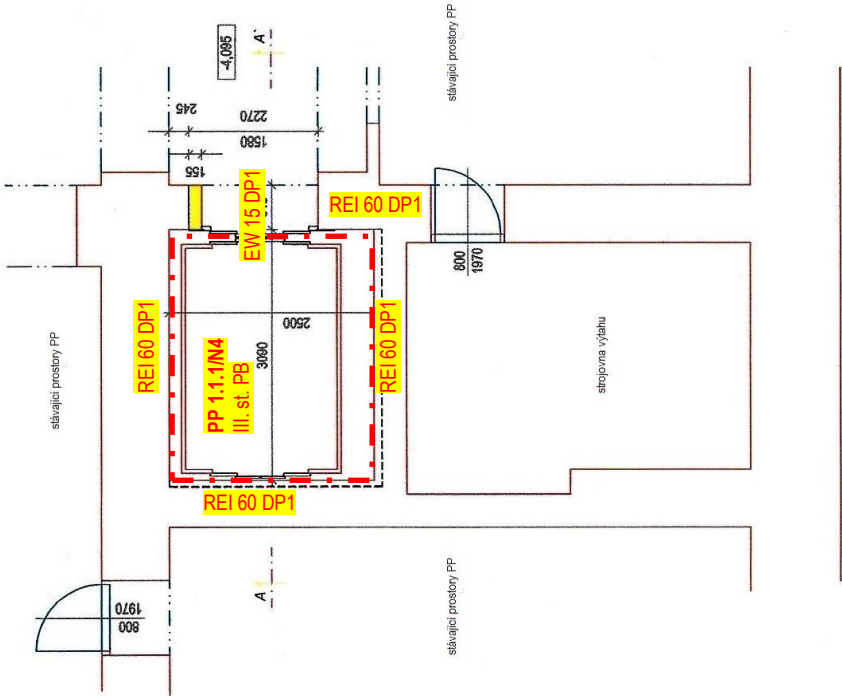 -4,095
A'
stávající prostory PP
245
2270
1580
155
EW 15 DP1
REI 60 DP1
800
1970
REI 60 DP1
stávající prostory PP
2500
3090
PP 1.1.1/N4
III. st. PB
REI 60 DP1
strojovna výtahu
REI 60 DP1
A
stávající prostory PP
1970
800